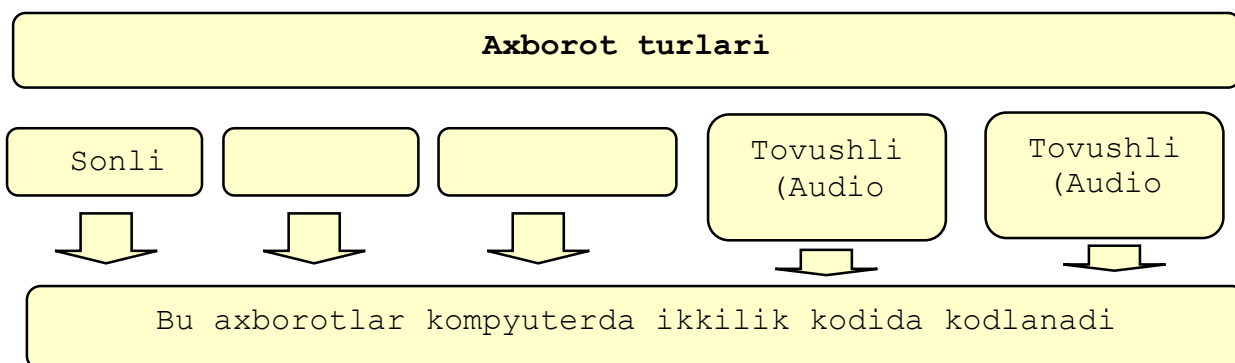 Axborot turlari
Sonli
Tovushli
(Audio
Tovushli
(Audio
Bu axborotlar kompyuterda ikkilik kodida kodlanadi